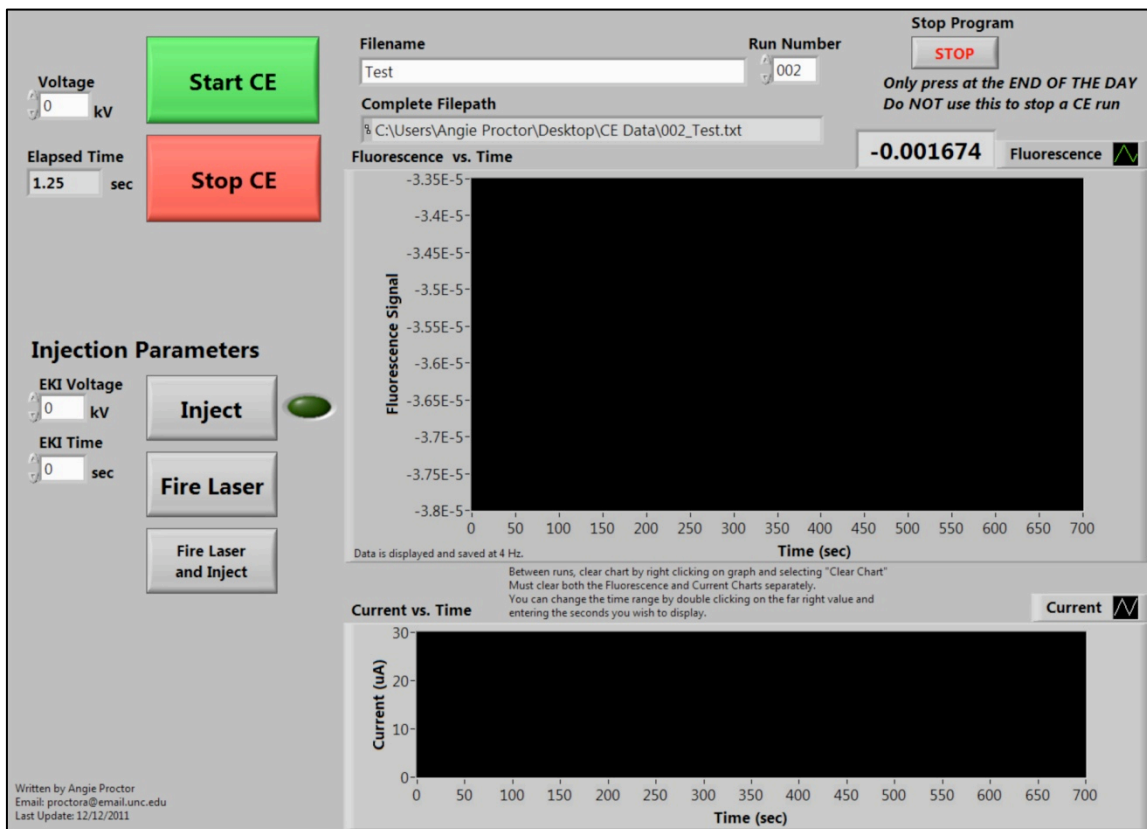 Stop Program
STOP
Only press at the END OF THE DAY
Do NOT use this to stop a CE run
Filename
Test
Run Number
002
Complete Filepath
C:\Users\Angie Proctor\Desktop\CE Data\002_Test.txt
Voltage
0 kV
Start CE
Elapsed Time
1.25 sec
Stop CE
Fluorescence vs. Time
-0.001674
Fluorescence
Fluorescence Signal
-3.35E-5
-3.4E-5
-3.45E-5
-3.5E-5
-3.55E-5
-3.6E-5
-3.65E-5
-3.7E-5
-3.75E-5
-3.8E-5
0 50 100 150 200 250 300 350 400 450 500 550 600 650 700
Time (sec)
Data is displayed and saved at 4 Hz.
Injection Parameters
EKI Voltage
0 kV
EKI Time
0 sec
Inject
Fire Laser
Fire Laser
and Inject
Between runs, clear chart by right clicking on graph and selecting "Clear Chart"
Must clear both the Fluorescence and Current Charts separately.
You can change the time range by double clicking on the far right value and
entering the seconds you wish to display.
Current vs. Time
Current
Current (uA)
30
20
10
0
0 50 100 150 200 250 300 350 400 450 500 550 600 650 700
Time (sec)
Written by Angie Proctor
Email: proctora@email.unc.edu
Last Update: 12/12/2011